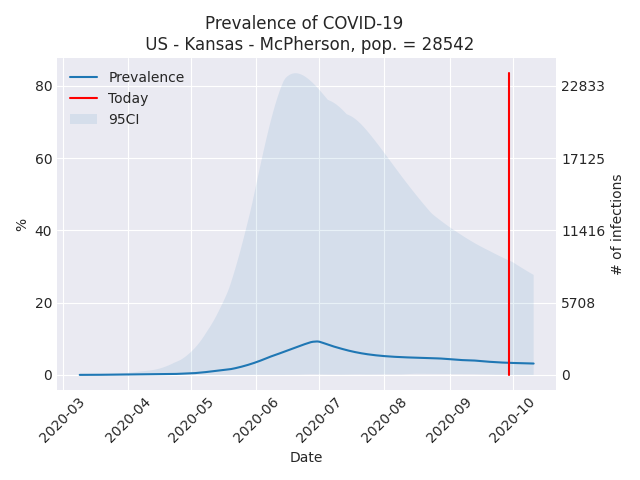 Prevalence of COVID-19
US - Kansas - McPherson, pop. = 28542
Prevalence
Today
95CI
80
60
40
20
0
%
22833
17125
11416
5708
0
# of infections
2020-03
2020-04
2020-05
2020-06
2020-07
2020-08
2020-09
2020-10
Date